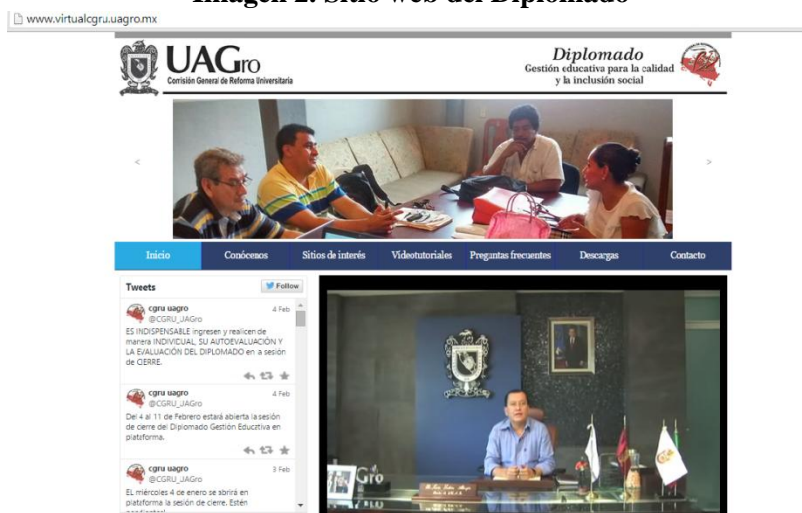 Imagen 2. Sitio web del Diplomado
www.virtualcgru.uagro.mx
UAGro
Comisión General de Reforma Universitaria
Diplomado
Gestión educativa para la calidad
y la inclusión social
<
>
Inicio
Conócenos
Sitios de interés
Videotutoriales
Preguntas frecuentes
Descargas
Contacto
Tweets
Follow
cgru uagro
4 Feb
@CGRU_UAGro
ES INDISPENSABLE ingresen y realicen de
manera INDIVIDUAL, SU AUTOEVALUACIÓN Y
LA EVALUACIÓN DEL DIPLOMADO en a sesión
de CIERRE.
cgru uagro
4 Feb
@CGRU_UAGro
Del 4 al 11 de Febrero estará abierta la sesión
de cierre del Diplomado Gestión Educztiva en
plataforma.
cgru uagro
3 Feb
@CGRU_UAGro
EL miércoles 4 de enero se abrirá en
plataforma la sesión de cierre. Estén
Gro